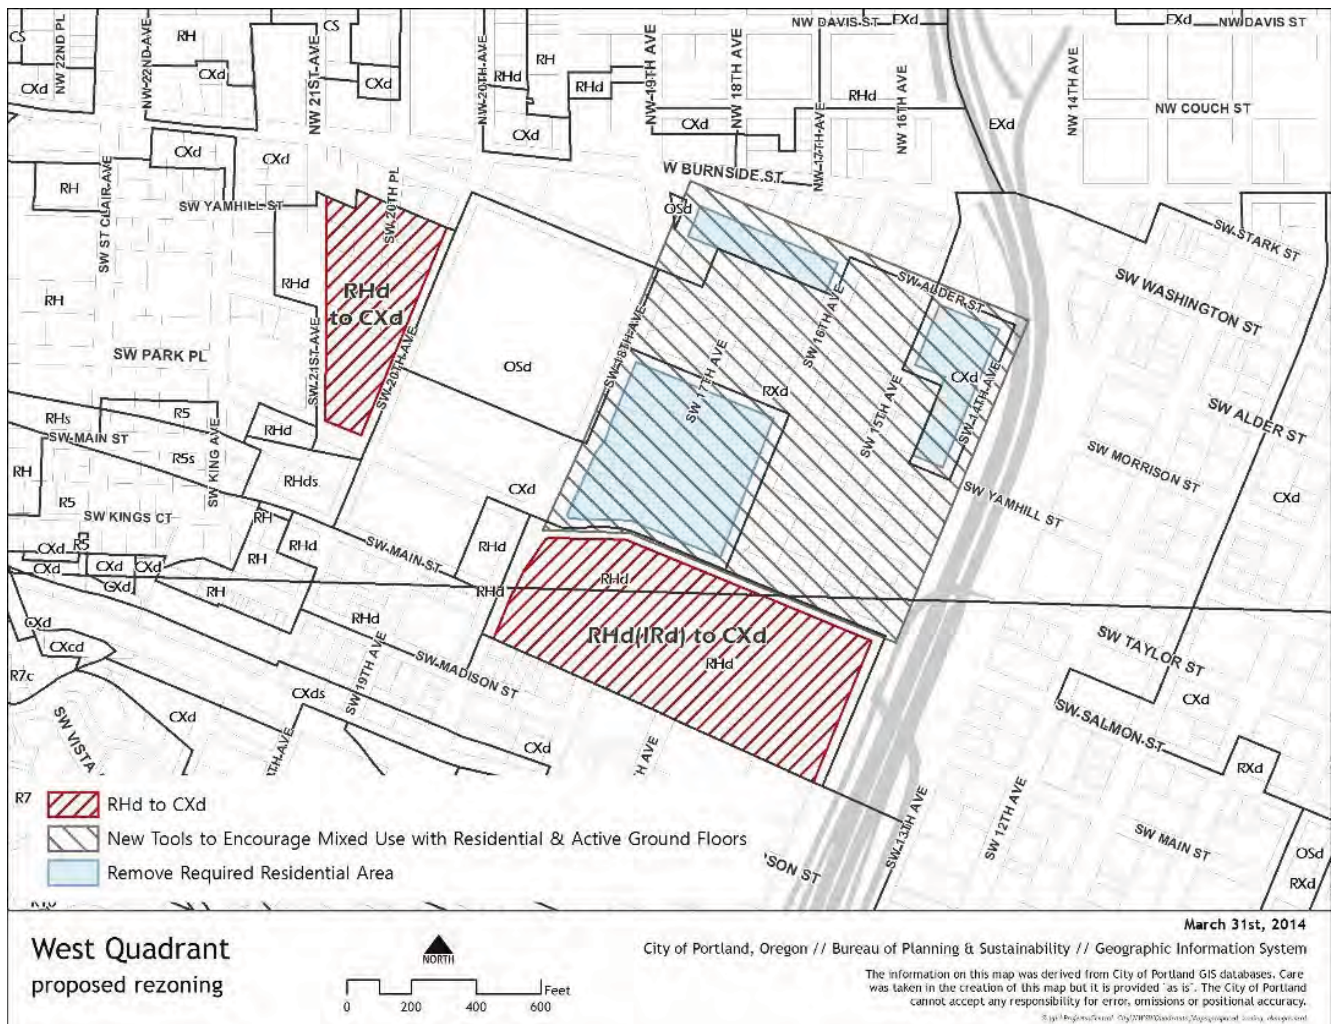 NW DAVIS ST
EXd
EXd
NW DAVIS ST
CS
NW 22ND PL
NW 22ND AVE
RH
CS
NW 21ST AVE
NW 20TH AVE
RH
NW 19TH AVE
NW 18TH AVE
NW 14TH AVE
CXd
CXd
CXd
RHd
RHd
NW 17TH AVE
NW 16TH AVE
RHd
NW COUCH ST
CXd
CXd
EXd
CXd
CXd
W BURNSIDE ST
RH
SW ST CLAIR AVE
SW YAMHILL ST
SW 20TH PL
OSd
SW STARK ST
RHd
RHd
to CXd
SW ALDER ST
SW WASHINGTON ST
RH
SW PARK PL
SW 21ST AVE
SW 20TH AVE
OSd
SW 18TH AVE
SW 17TH AVE
SW 16TH AVE
RXd
SW 15TH AVE
CXd
SW 14TH AVE
SW ALDER ST
RHs
R5
SW MAIN ST
SW KING AVE
RHd
R5s
RH
RHds
R5
SW KINGS CT
CXd
SW MORRISON ST
SW YAMHILL ST
CXd
RH
RHd
SW MAIN ST
RHd
CXd
R5
CXd
CXd
CXd
CXd
RH
RH
RHd
RHd
RHd
CXd
CXcd
RHd(IRd) to CXd
RHd
SW TAYLOR ST
R7c
SW MADISON ST
SW 19TH AVE
CXds
CXd
SW SALMON ST
SW VISTA
CXd
TH AVE
CXd
H AVE
RXd
R7
RHd to CXd
New Tools to Encourage Mixed Use with Residential & Active Ground Floors
Remove Required Residential Area
SON ST
SW 13TH AVE
SW 12TH AVE
SW MAIN ST
OSd
RXd
March 31st, 2014
West Quadrant
proposed rezoning
NORTH
Feet
0 200 400 600
City of Portland, Oregon // Bureau of Planning & Sustainability // Geographic Information System
The information on this map was derived from City of Portland GIS databases. Care
was taken in the creation of this map but it is provided "as is". The City of Portland
cannot accept any responsibility for error, omissions or positional accuracy.